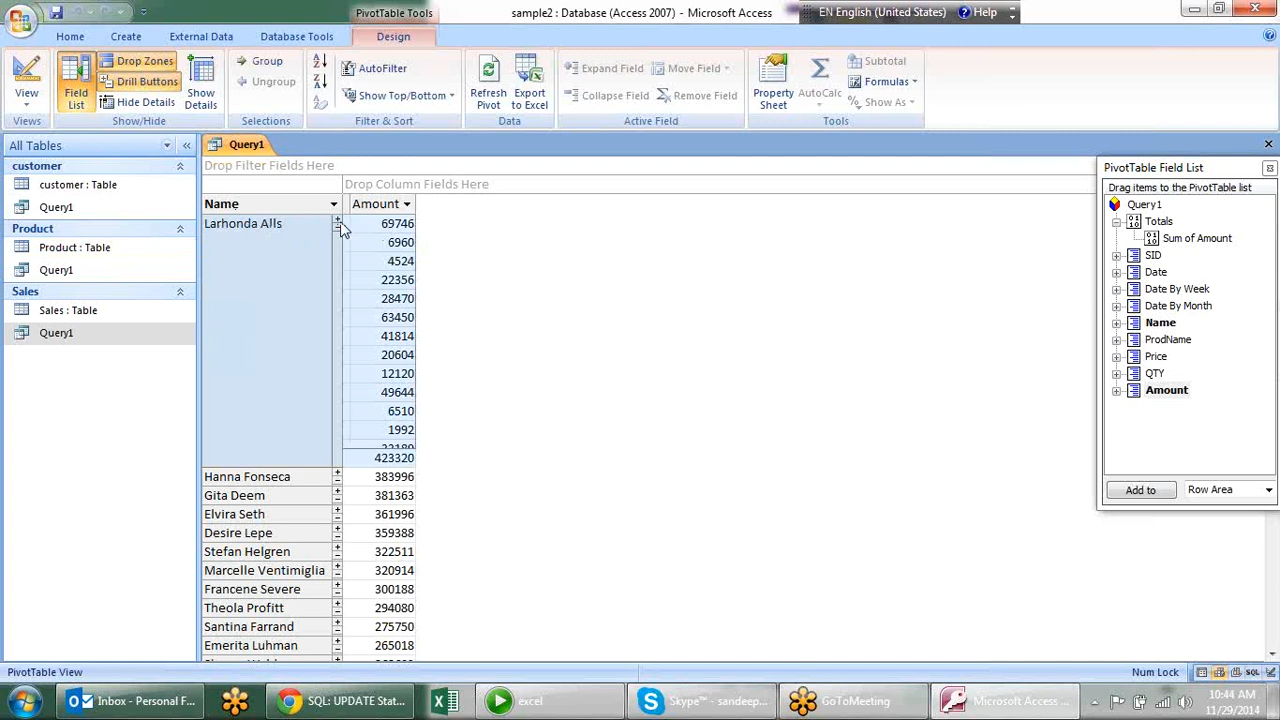 PivotTable Tools
sample2 : Database (Access 2007) - Microsoft Access
EN English (United States)
Help
Home
Create
External Data
Database Tools
Design
View
Field List
Drop Zones
Drill Buttons
Hide Details
Show Details
Group
Ungroup
AutoFilter
Show Top/Bottom
Refresh Pivot
Export to Excel
Expand Field
Collapse Field
Move Field
Remove Field
Property Sheet
AutoCalc
Subtotal
Formulas
Show As
Views
Show/Hide
Selections
Filter & Sort
Data
Active Field
Tools
All Tables
customer
customer : Table
Query1
Product
Product : Table
Query1
Sales
Sales : Table
Query1
Query1
Drop Filter Fields Here
Drop Column Fields Here
Name Amount
Larhonda Alls 69746
6960
4524
22356
28470
63450
41814
20604
12120
49644
6510
1992
423320
Hanna Fonseca 383996
Gita Deem 381363
Elvira Seth 361996
Desire Lepe 359388
Stefan Helgren 322511
Marcelle Ventimiglia 320914
Francene Severe 300188
Theola Profitt 294080
Santina Farrand 275750
Emerita Luhman 265018
PivotTable Field List
Drag items to the PivotTable list
Query1
Totals
Sum of Amount
SID
Date
Date By Week
Date By Month
Name
ProdName
Price
QTY
Amount
Add to Row Area
PivotTable View
Num Lock
SQL
Inbox - Personal F...
SQL: UPDATE Stat...
excel
Skype™ - sandeep...
GoToMeeting
Microsoft Access ...
10:44 AM
11/29/2014